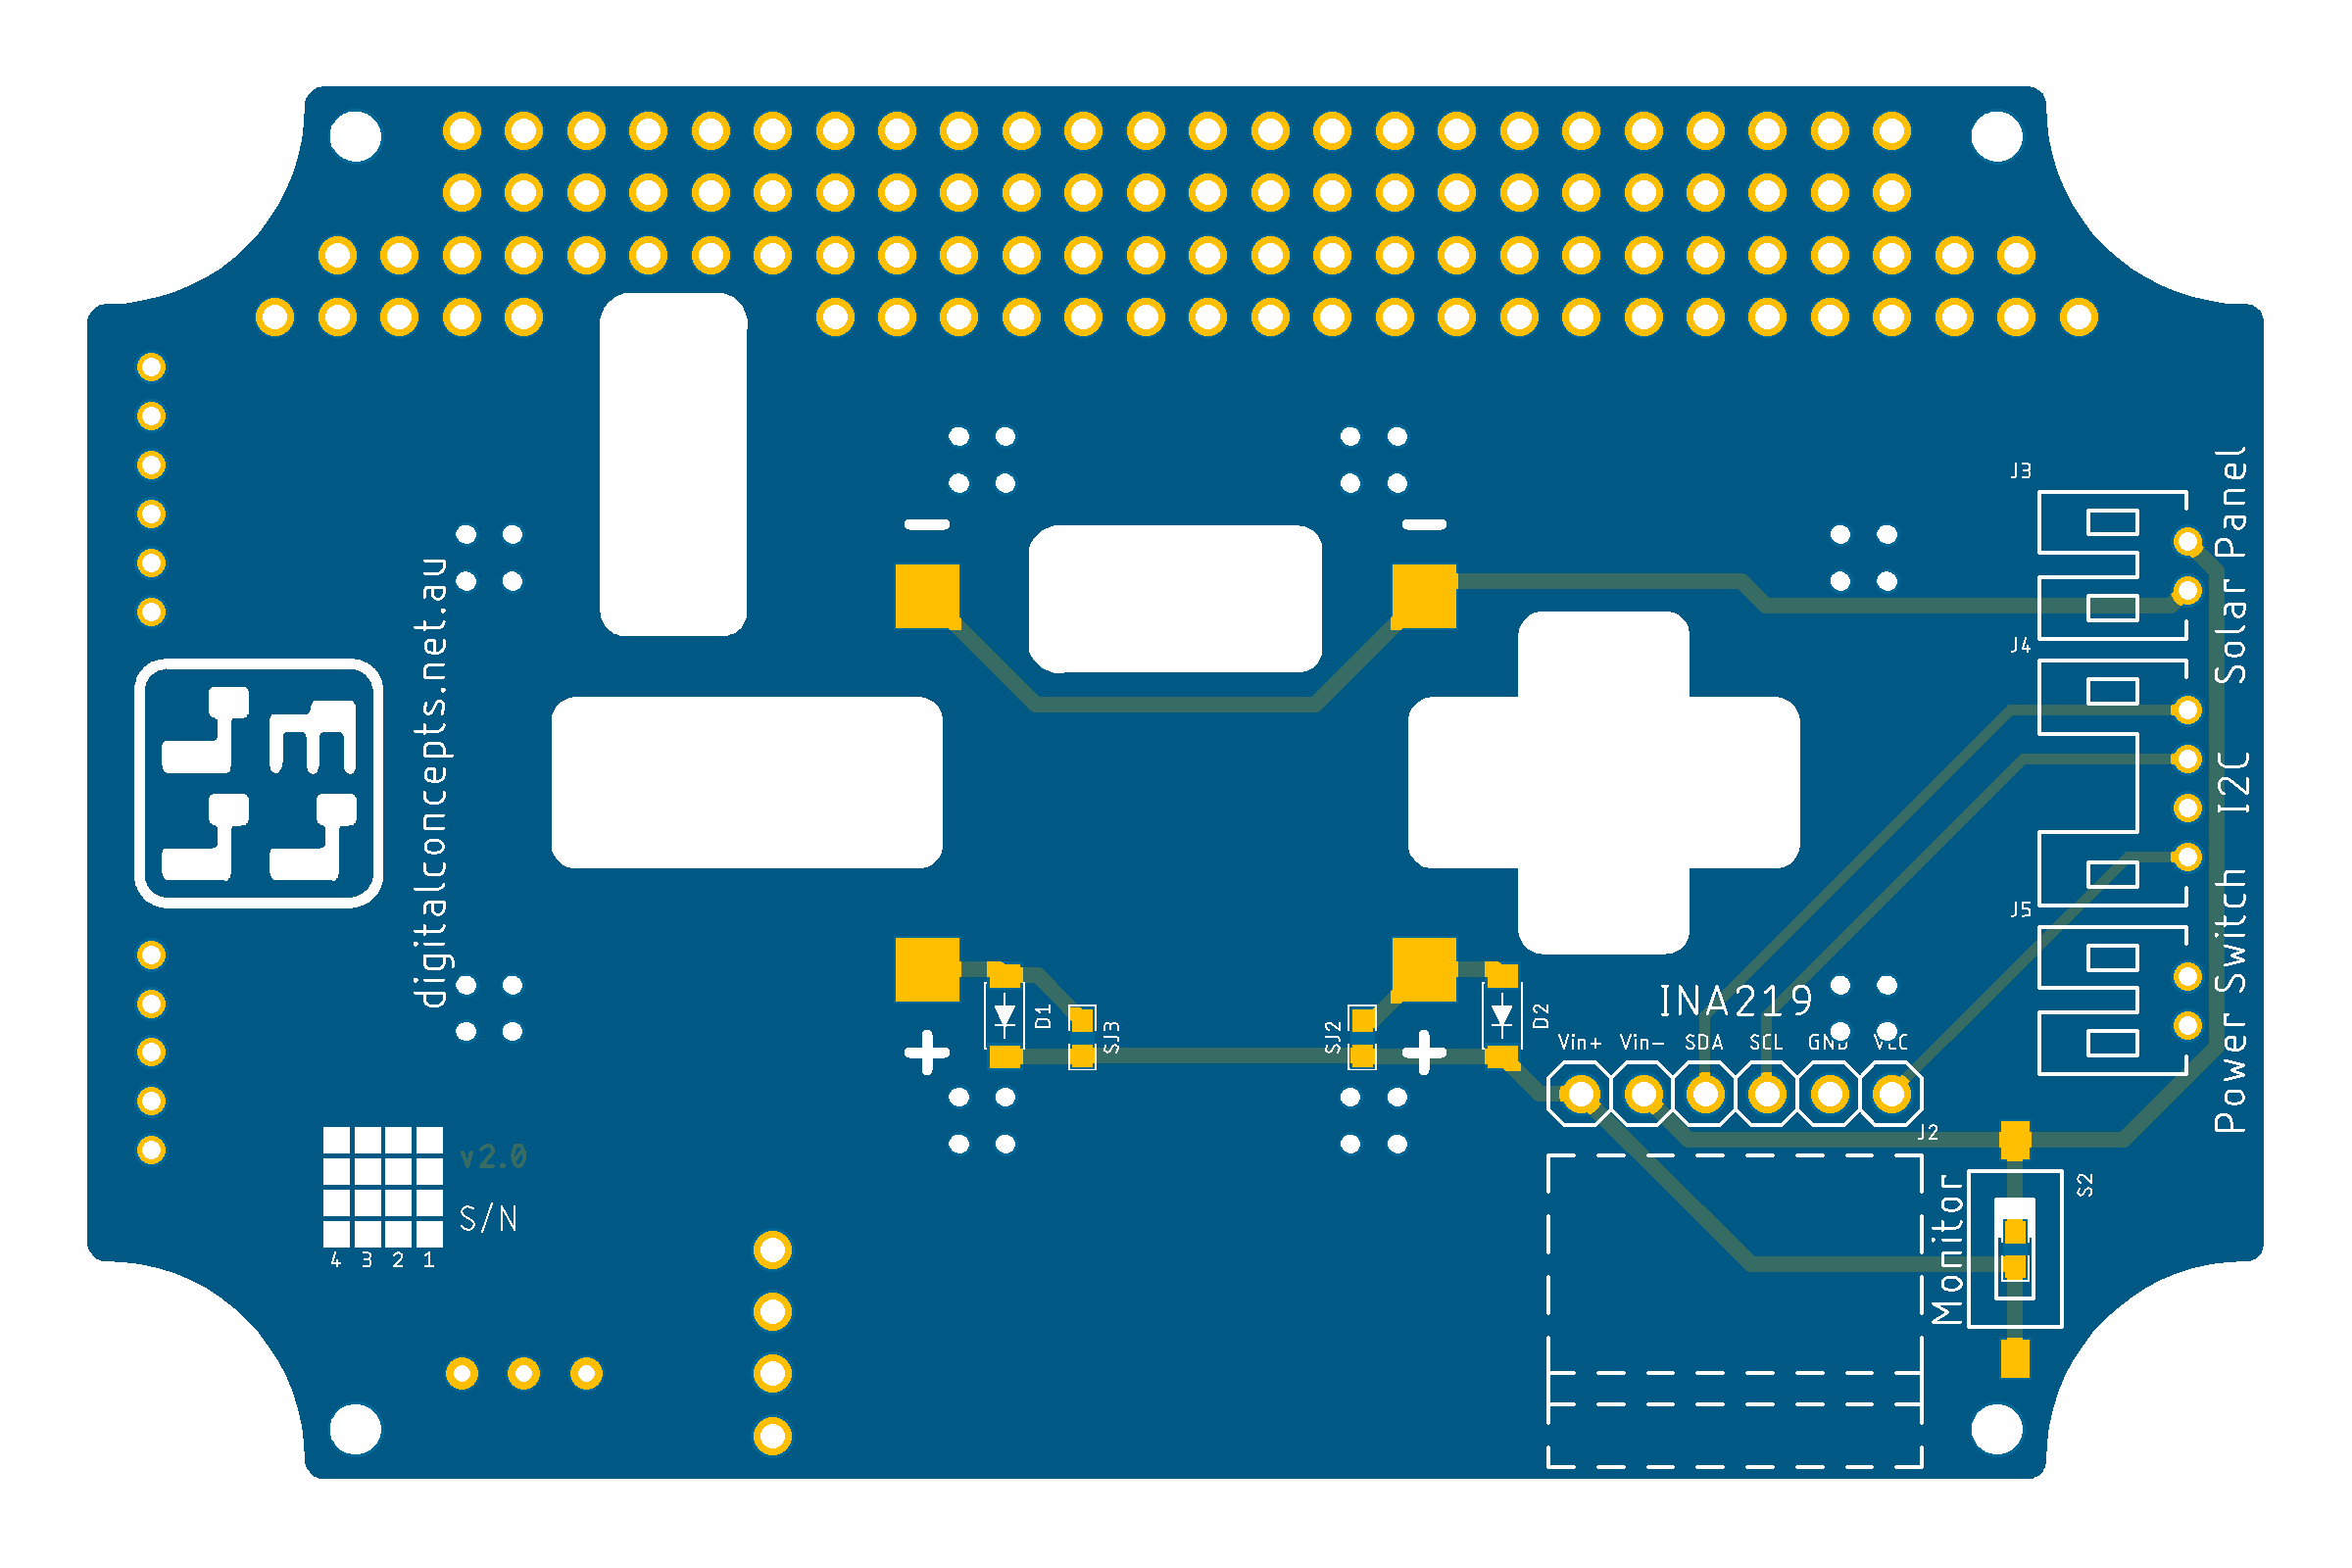 J3
Solar Panel
J4
I2C
J5
Power Switch
digitalconcepts.net.au
INA219
Vin+ Vin- SDA SCL GND VCC
J2
D1
SJ3
SJ2
D2
S2
Monitor
v2.0
S/N
4 3 2 1